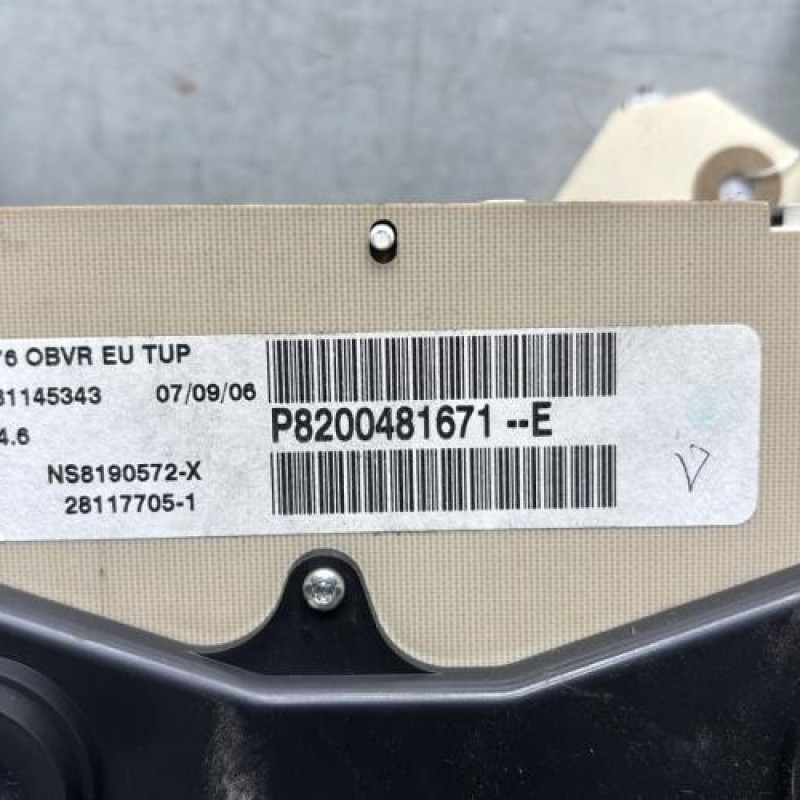 76 OBVR EU TUP
81145343 07/09/06
4.6
P8200481671 --E
NS8190572-X
28117705-1